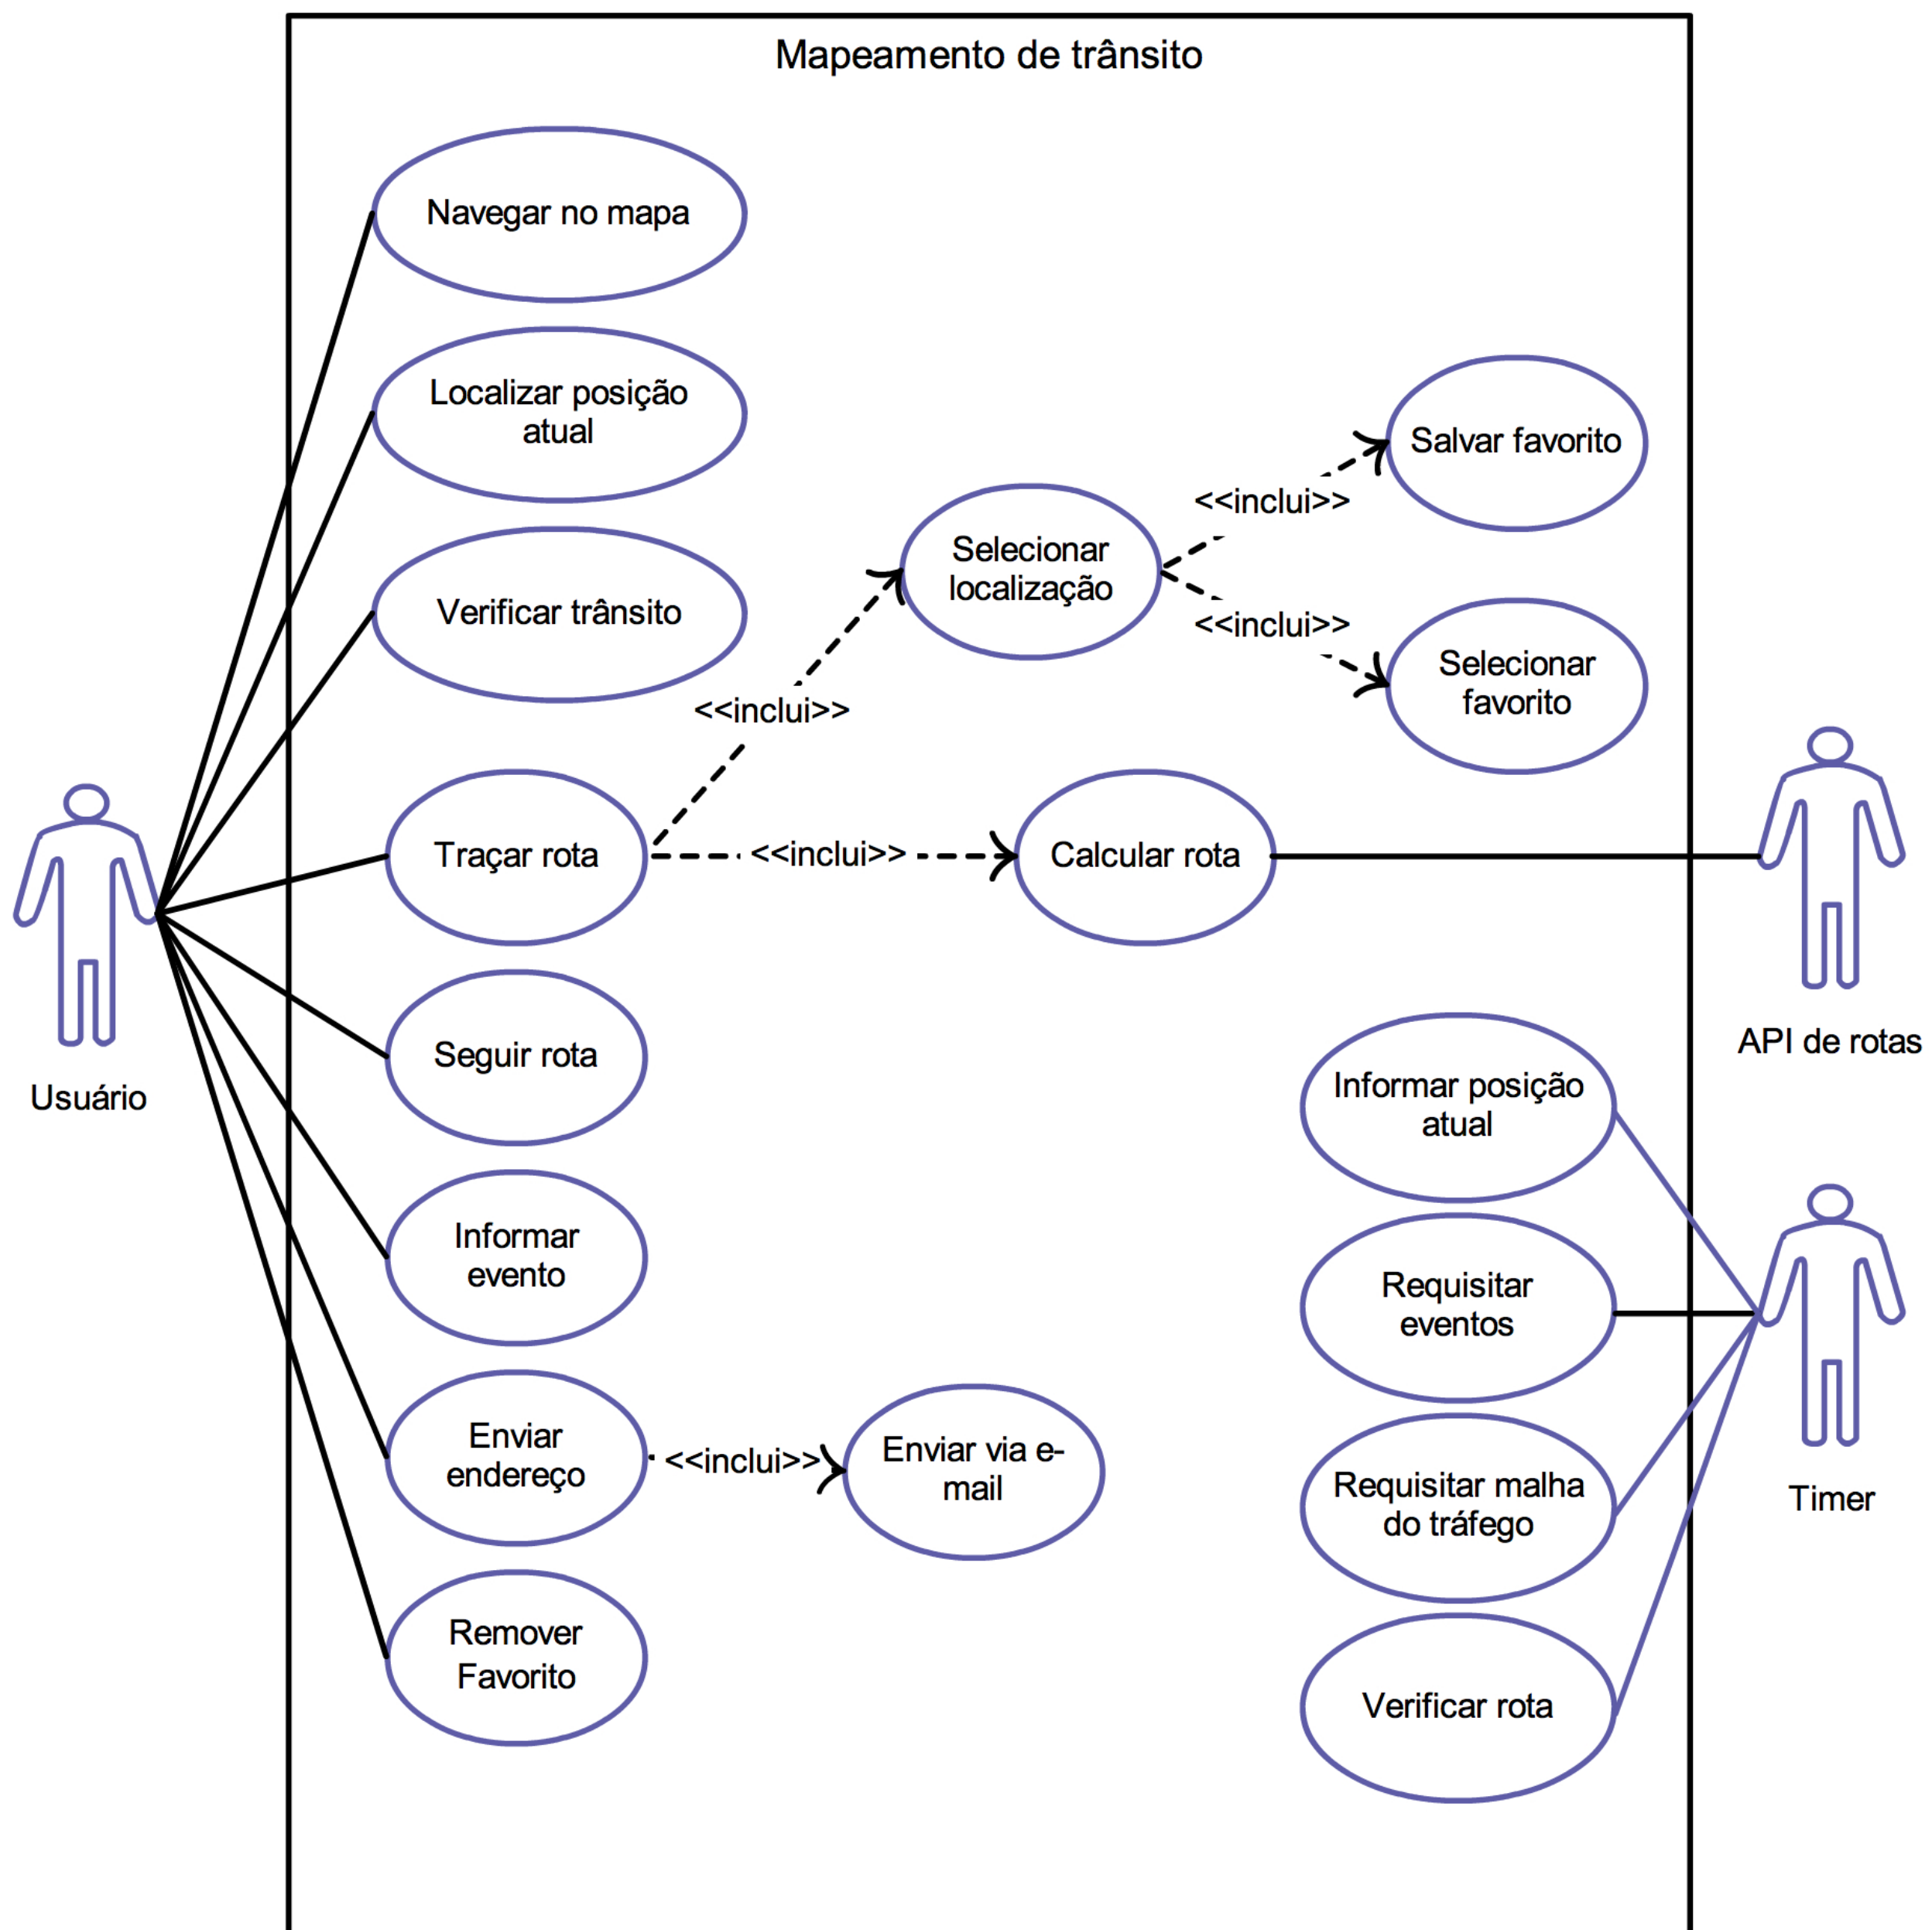 Mapeamento de trânsito
Navegar no mapa
Localizar posição
atual
Verificar trânsito
Traçar rota
Seguir rota
Informar
evento
Enviar
endereço
Remover
Favorito
Usuário
<<inclui>>
<<inclui>>
Selecionar
localização
<<inclui>>
<<inclui>>
Salvar favorito
Selecionar
favorito
Calcular rota
API de rotas
<<inclui>>
Enviar via e-
mail
Informar posição
atual
Requisitar
eventos
Requisitar malha
do tráfego
Verificar rota
Timer